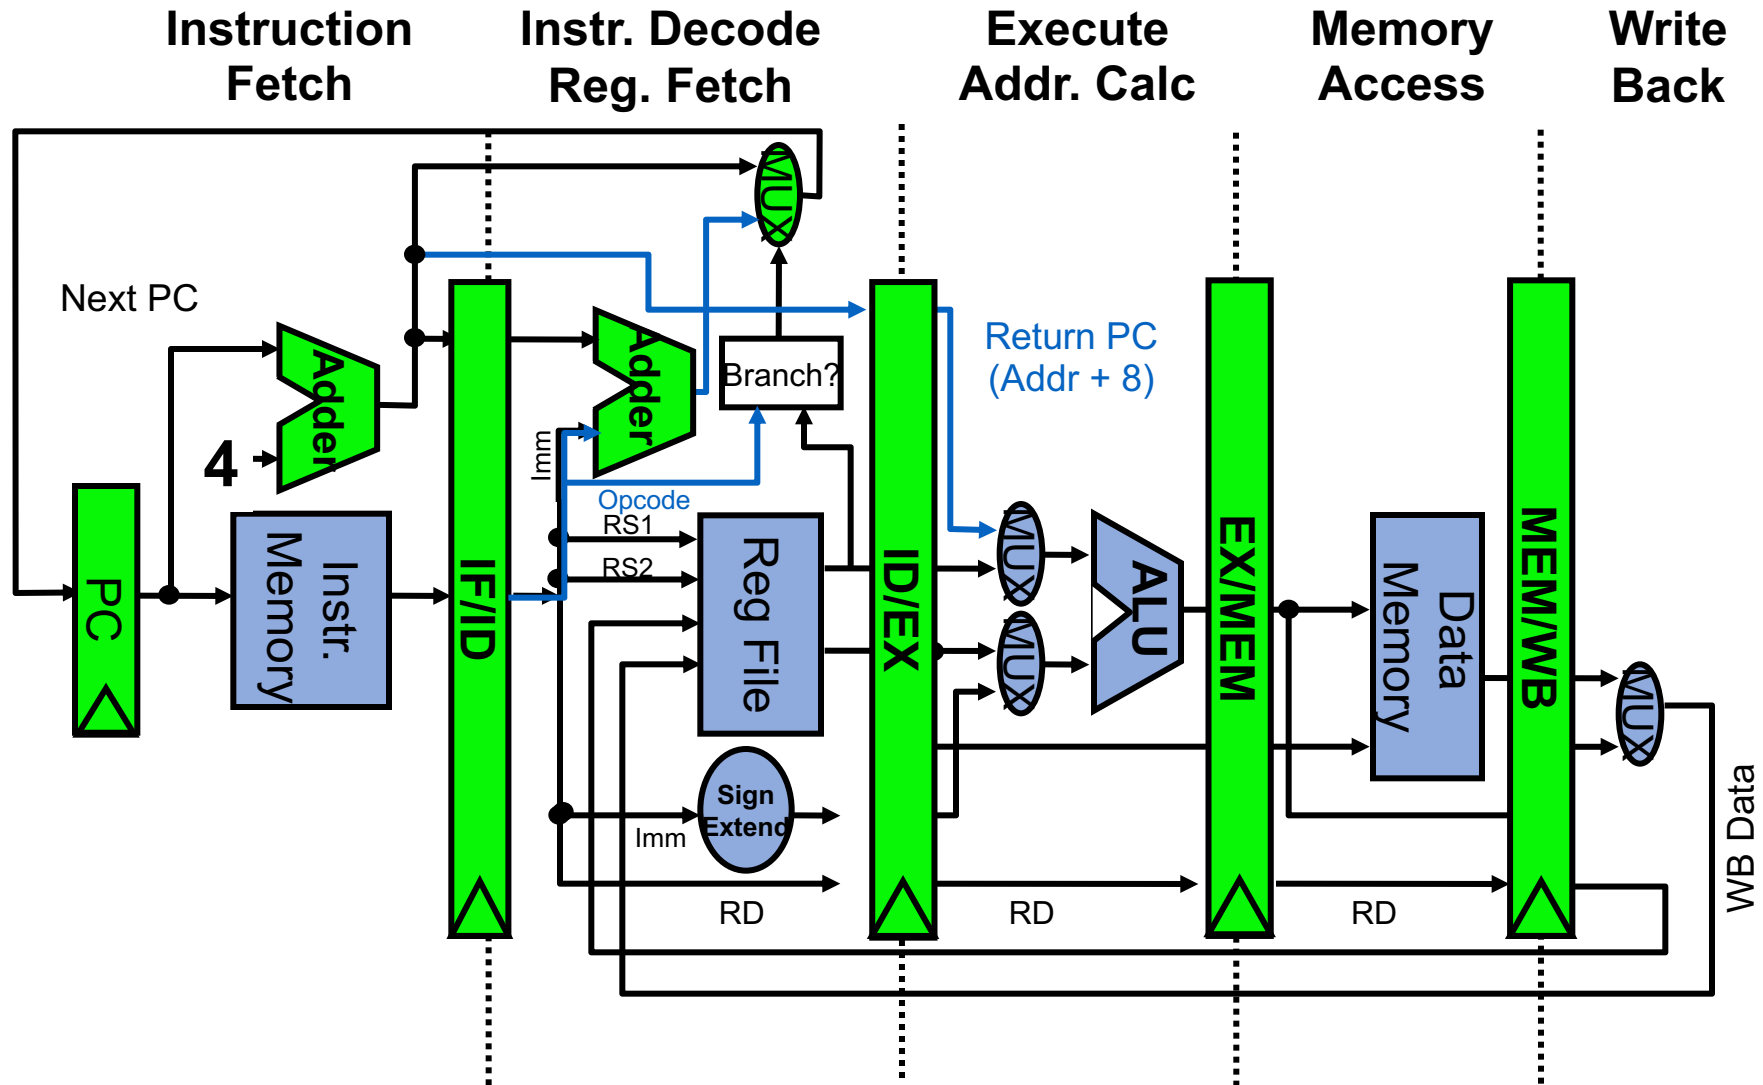 Instruction
Fetch
Instr. Decode
Reg. Fetch
Execute
Addr. Calc
Memory
Access
Write
Back
MUX
Next PC
Adder
4
PC
Instr.
Memory
IF/ID
Adder
Branch?
Imm
Opcode
RS1
RS2
Reg File
Sign
Extend
Imm
RD
ID/EX
Return PC
(Addr + 8)
MUX
MUX
ALU
RD
EX/MEM
Data
Memory
RD
MEM/WB
MUX
WB Data